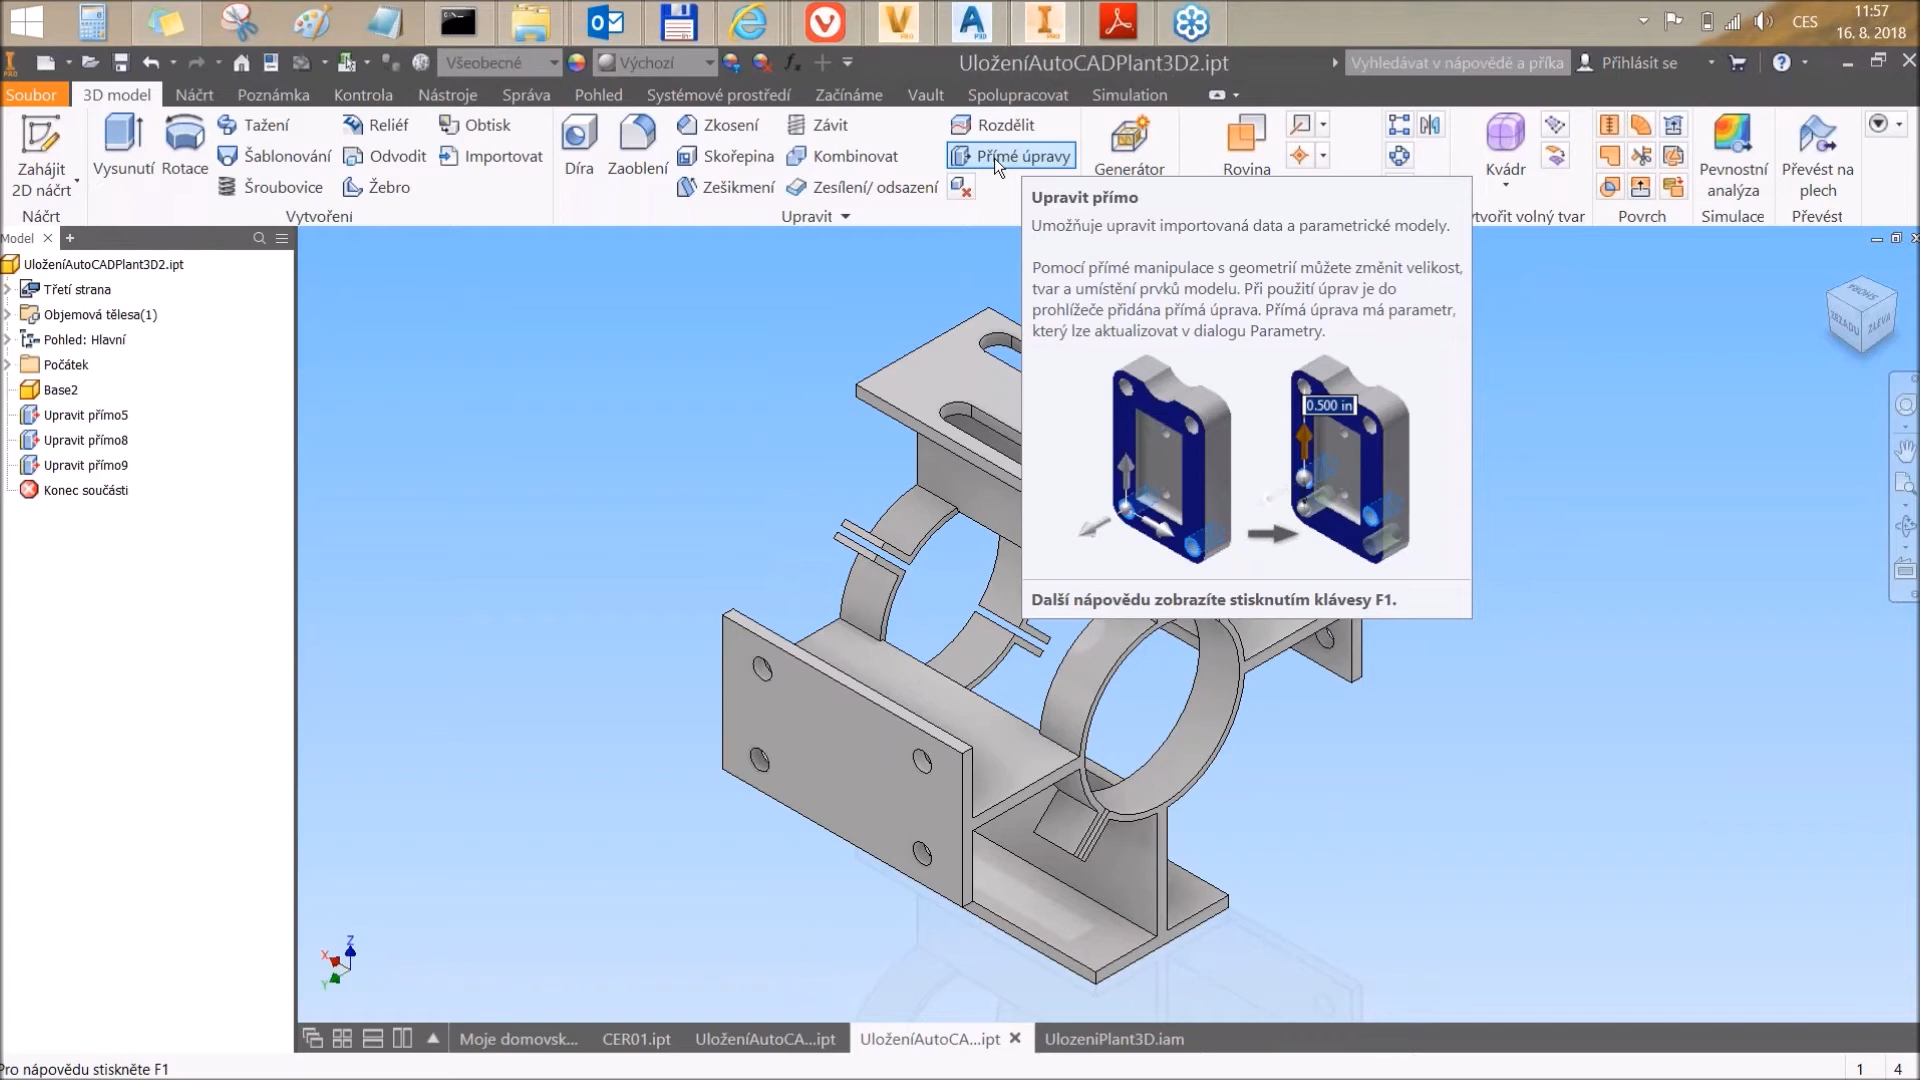 CES
11:57
16. 8. 2018
Všeobecné
Výchozí
UloženíAutoCADPlant3D2.ipt
Vyhledávat v nápovědě a příka
Přihlásit se
Soubor
3D model
Náčrt
Poznámka
Kontrola
Nástroje
Správa
Pohled
Systémové prostředí
Začínáme
Vault
Spolupracovat
Simulation
Zahájit
2D náčrt
Náčrt
Vysunutí
Rotace
Tažení
Šablonování
Šroubovice
Reliéf
Odvodit
Žebro
Obtisk
Importovat
Vytvoření
Díra
Zaoblení
Zkosení
Skořepina
Zešikmení
Závit
Kombinovat
Zesílení/ odsazení
Rozdělit
Přímé úpravy
Upravit
Generátor
Rovina
Kvádr
ytvořit volný tvar
Povrch
Pevnostní
analýza
Simulace
Převést na
plech
Převést
Upravit přímo
Umožňuje upravit importovaná data a parametrické modely.
Pomocí přímé manipulace s geometrií můžete změnit velikost,
tvar a umístění prvků modelu. Při použití úprav je do
prohlížeče přidána přímá úprava. Přímá úprava má parametr,
který lze aktualizovat v dialogu Parametry.
0.500 in
Další nápovědu zobrazíte stisknutím klávesy F1.
Model
UloženíAutoCADPlant3D2.ipt
Třetí strana
Objemová tělesa(1)
Pohled: Hlavní
Počátek
Base2
Upravit přímo5
Upravit přímo8
Upravit přímo9
Konec součásti
ZRZADU
ZLEVA
Z
X
Y
Moje domovsk...
CER01.ipt
UloženíAutoCA...ipt
UloženíAutoCA...ipt
UlozeniPlant3D.iam
Pro nápovědu stiskněte F1
1
4